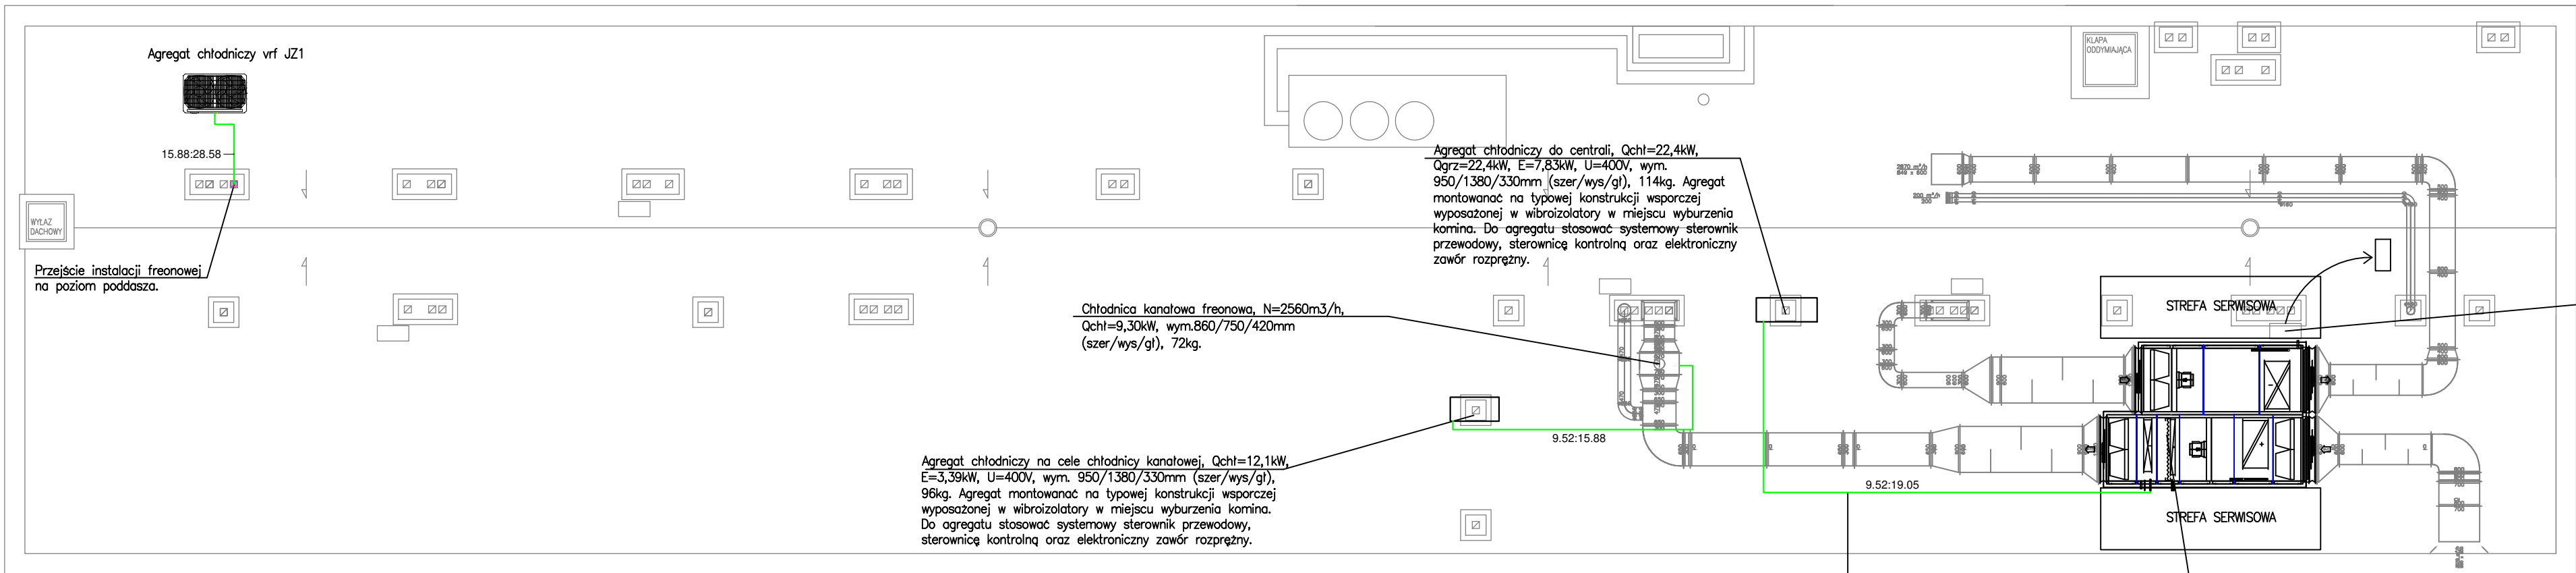 Agregat chłodniczy vrf JZ1
15.88:28.58
WYŁAZ
DACHOWY
Przejście instalacji freonowej
na poziom poddasza.
KLAPA
ODDYMIAJĄCA
Agregat chłodniczy do centrali, Qchł=22,4kW,
Qgrz=22,4kW, E=7,83kW, U=400V, wym.
950/1380/330mm (szer/wys/gł), 114kg. Agregat
montowanać na typowej konstrukcji wsporczej
wyposażonej w wibroizolatory w miejscu wyburzenia
komina. Do agregatu stosować systemowy sterownik
przewodowy, sterownicę kontrolną oraz elektroniczny
zawór rozprężny.
Chłodnica kanałowa freonowa, N=2560m3/h,
Qchł=9,30kW, wym.860/750/420mm
(szer/wys/gł), 72kg.
9.52:15.88
Agregat chłodniczy na cele chłodnicy kanałowej, Qchł=12,1kW,
E=3,39kW, U=400V, wym. 950/1380/330mm (szer/wys/gł),
96kg. Agregat montowanać na typowej konstrukcji wsporczej
wyposażonej w wibroizolatory w miejscu wyburzenia komina.
Do agregatu stosować systemowy sterownik przewodowy,
sterownicę kontrolną oraz elektroniczny zawór rozprężny.
9.52:19.05
STREFA SERWISOWA
STREFA SERWISOWA